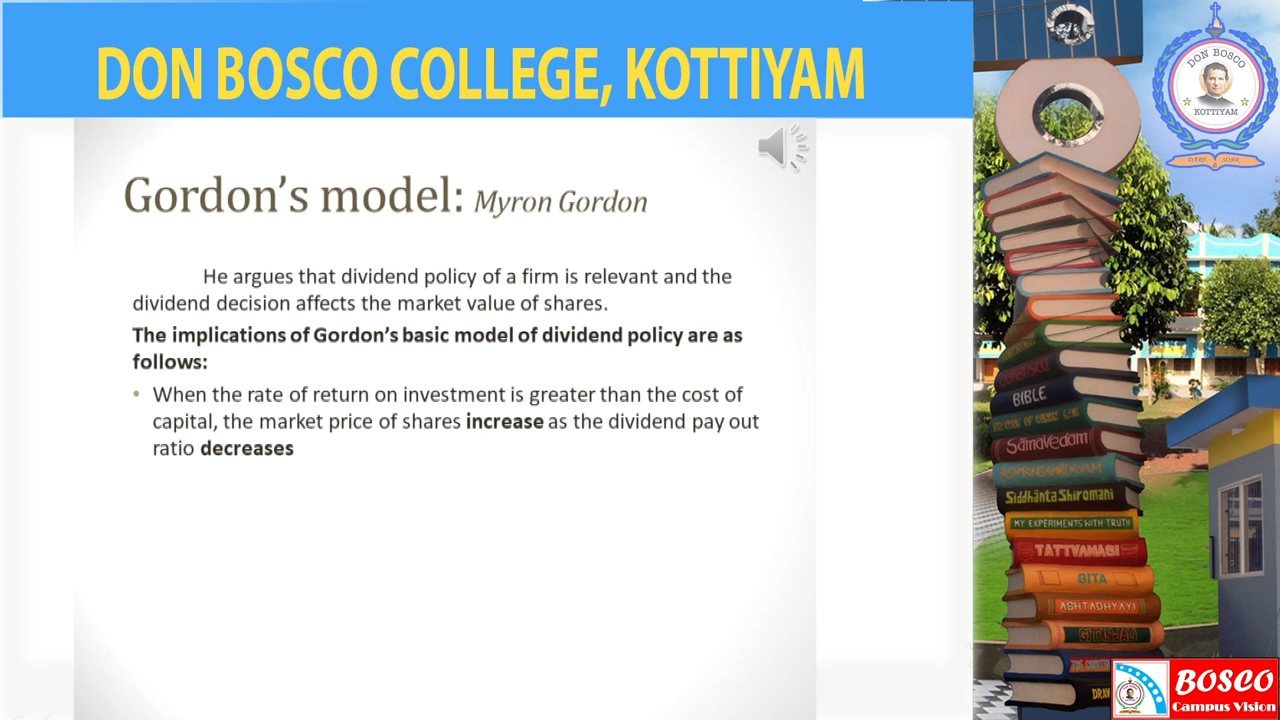 DON BOSCO COLLEGE, KOTTIYAM
Gordon's model: Myron Gordon
He argues that dividend policy of a firm is relevant and the
dividend decision affects the market value of shares.
The implications of Gordon's basic model of dividend policy are as
follows:
• When the rate of return on investment is greater than the cost of
capital, the market price of shares increase as the dividend pay out
ratio decreases
DON BOSCO
KOTTIYAM
DARE & SOAR
BIBLE
Sāmavedam
Siddhānta Shiromani
MY EXPERIMENTS WITH TRUTH
TATTVAMASI
GITA
ASHTADHYAYI
GITANJALI
BOSCO
Campus Vision